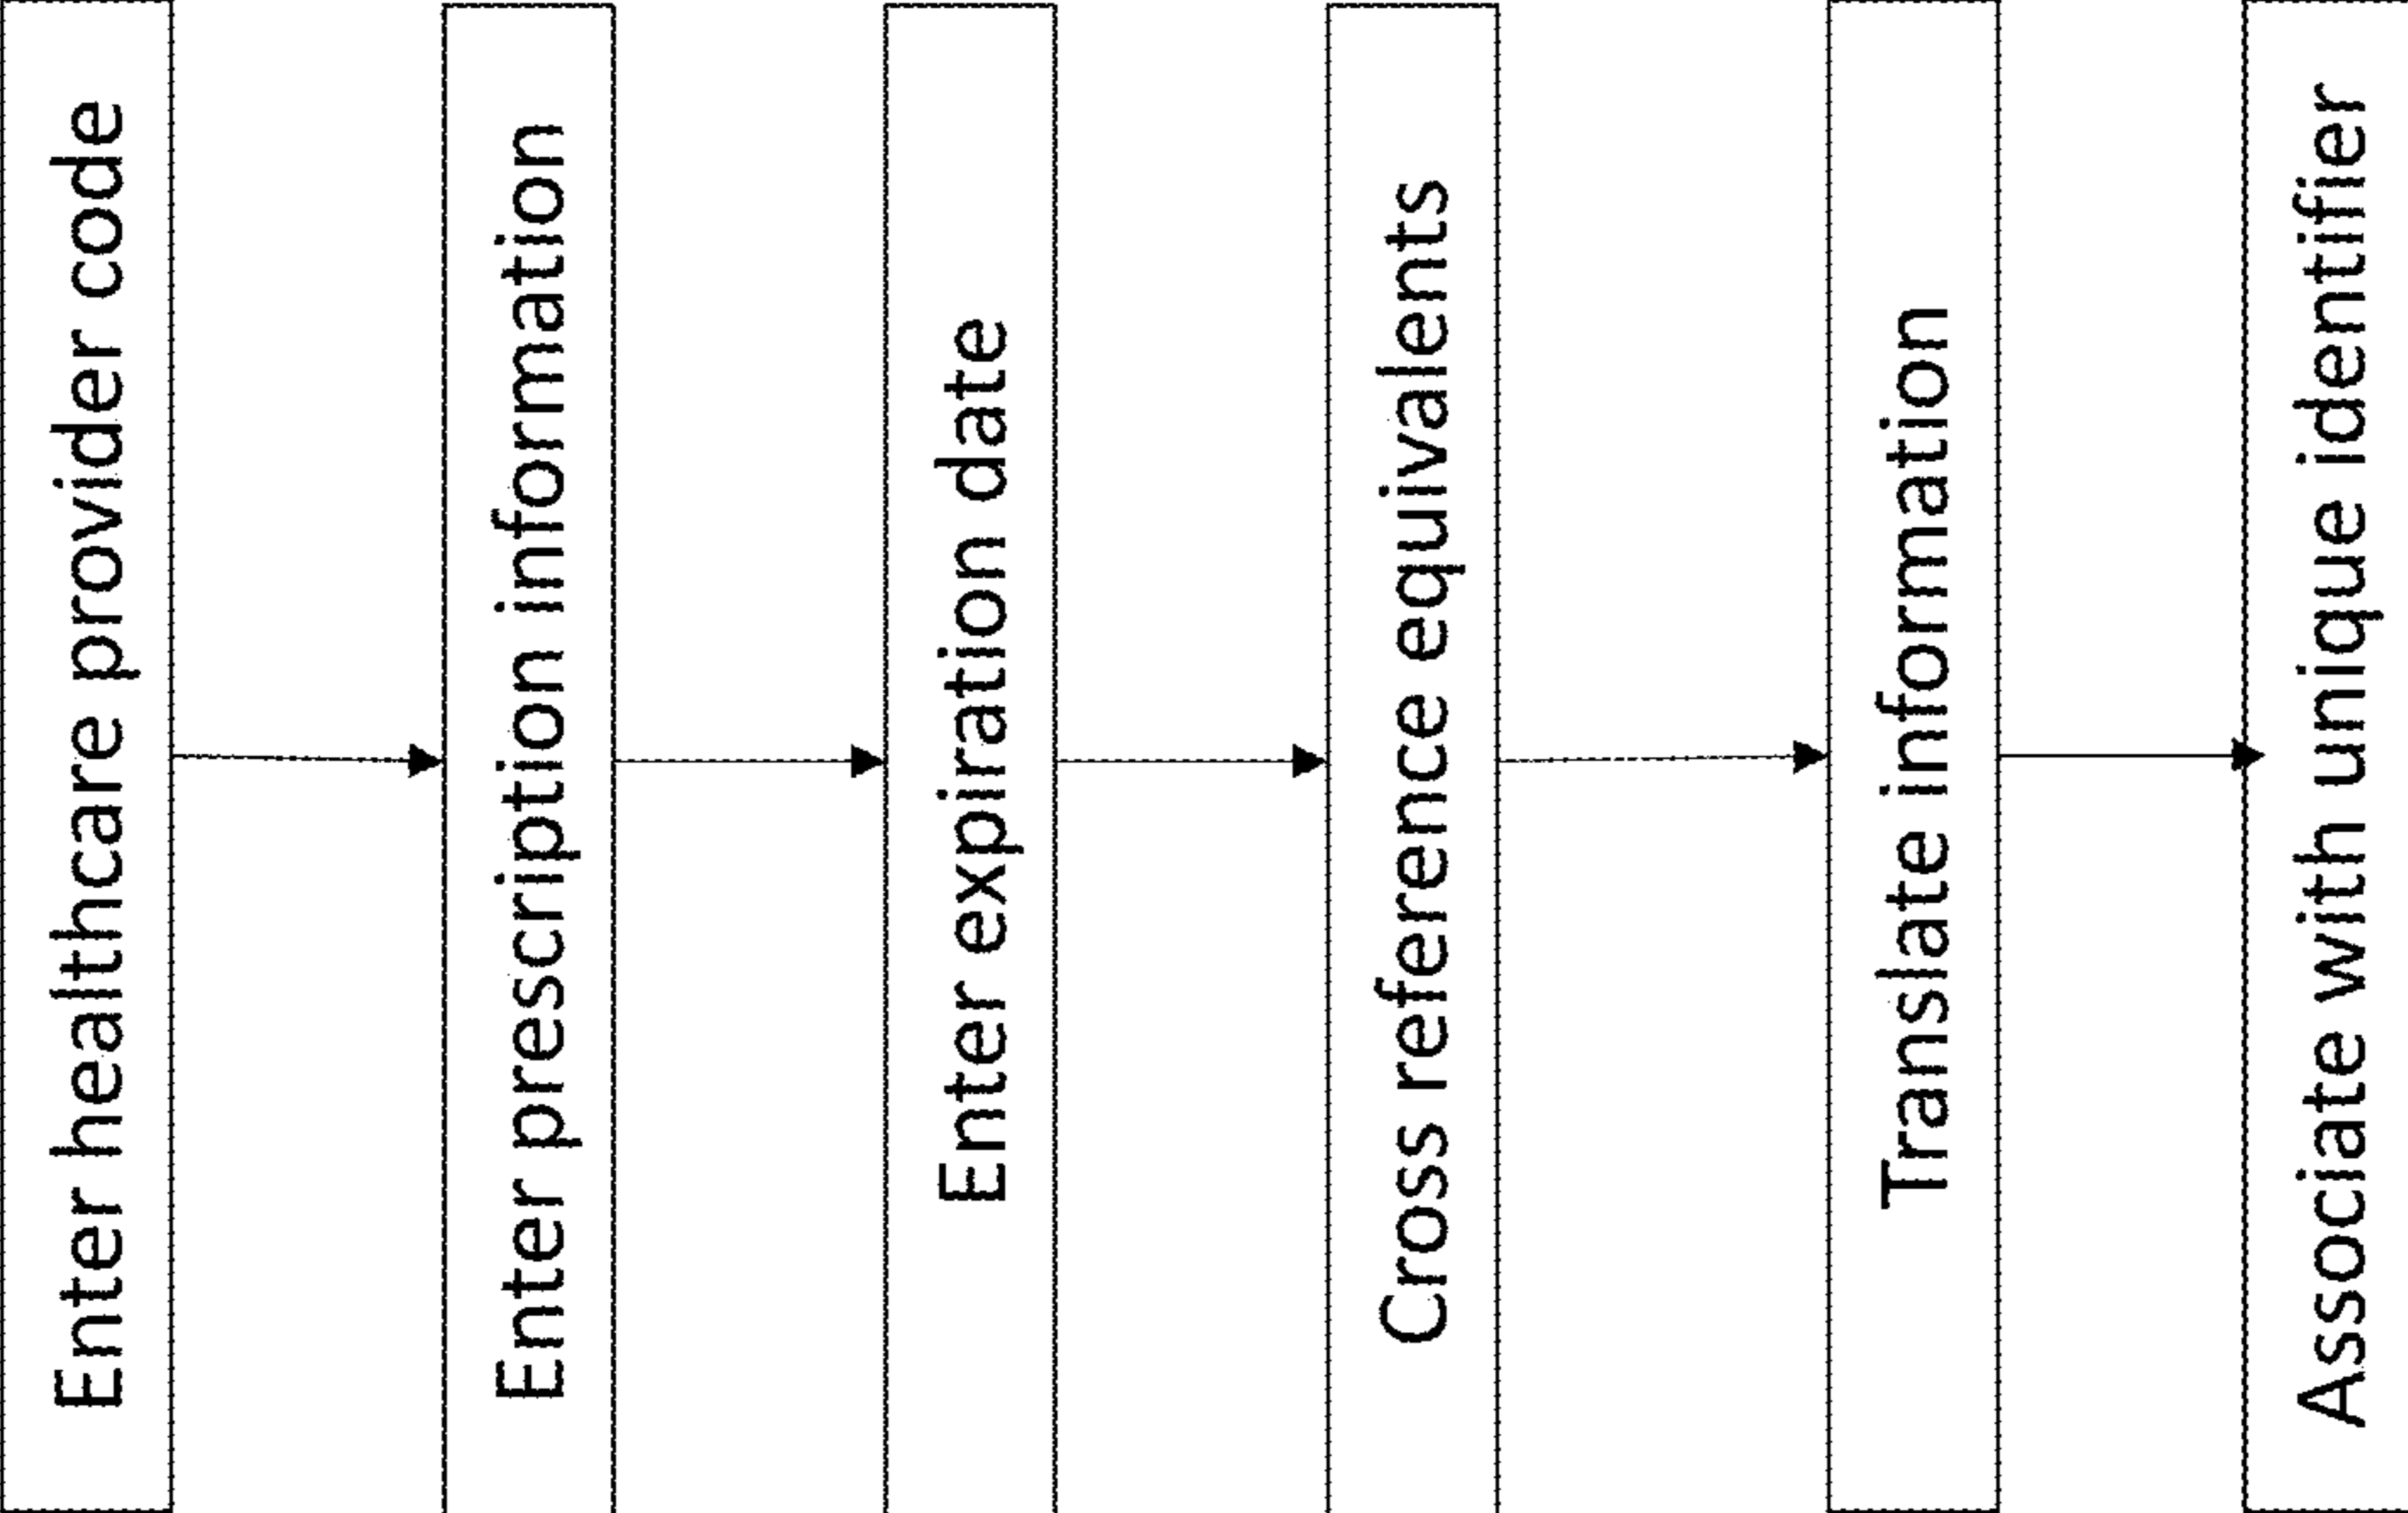 Enter healthcare provider code
Enter prescription information
Enter expiration date
Cross reference equivalents
Translate information
Associate with unique identifier